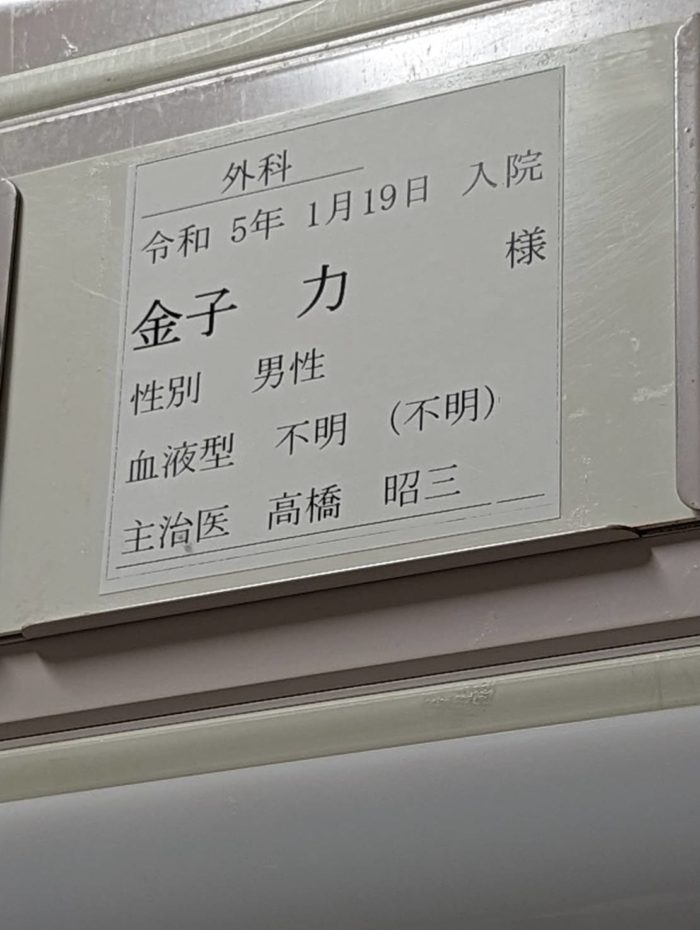 外科
令和 5年 1月19日 入院
金子 力 様
性別 男性
血液型 不明 (不明)
主治医 高橋 昭三